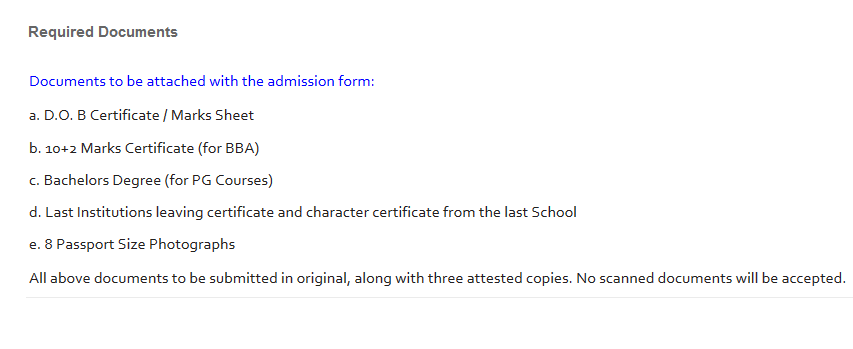 Required Documents
Documents to be attached with the admission form:
a. D.O. B Certificate / Marks Sheet
b. 10+2 Marks Certificate (for BBA)
c. Bachelors Degree (for PG Courses)
d. Last Institutions leaving certificate and character certificate from the last School
e. 8 Passport Size Photographs
All above documents to be submitted in original, along with three attested copies. No scanned documents will be accepted.